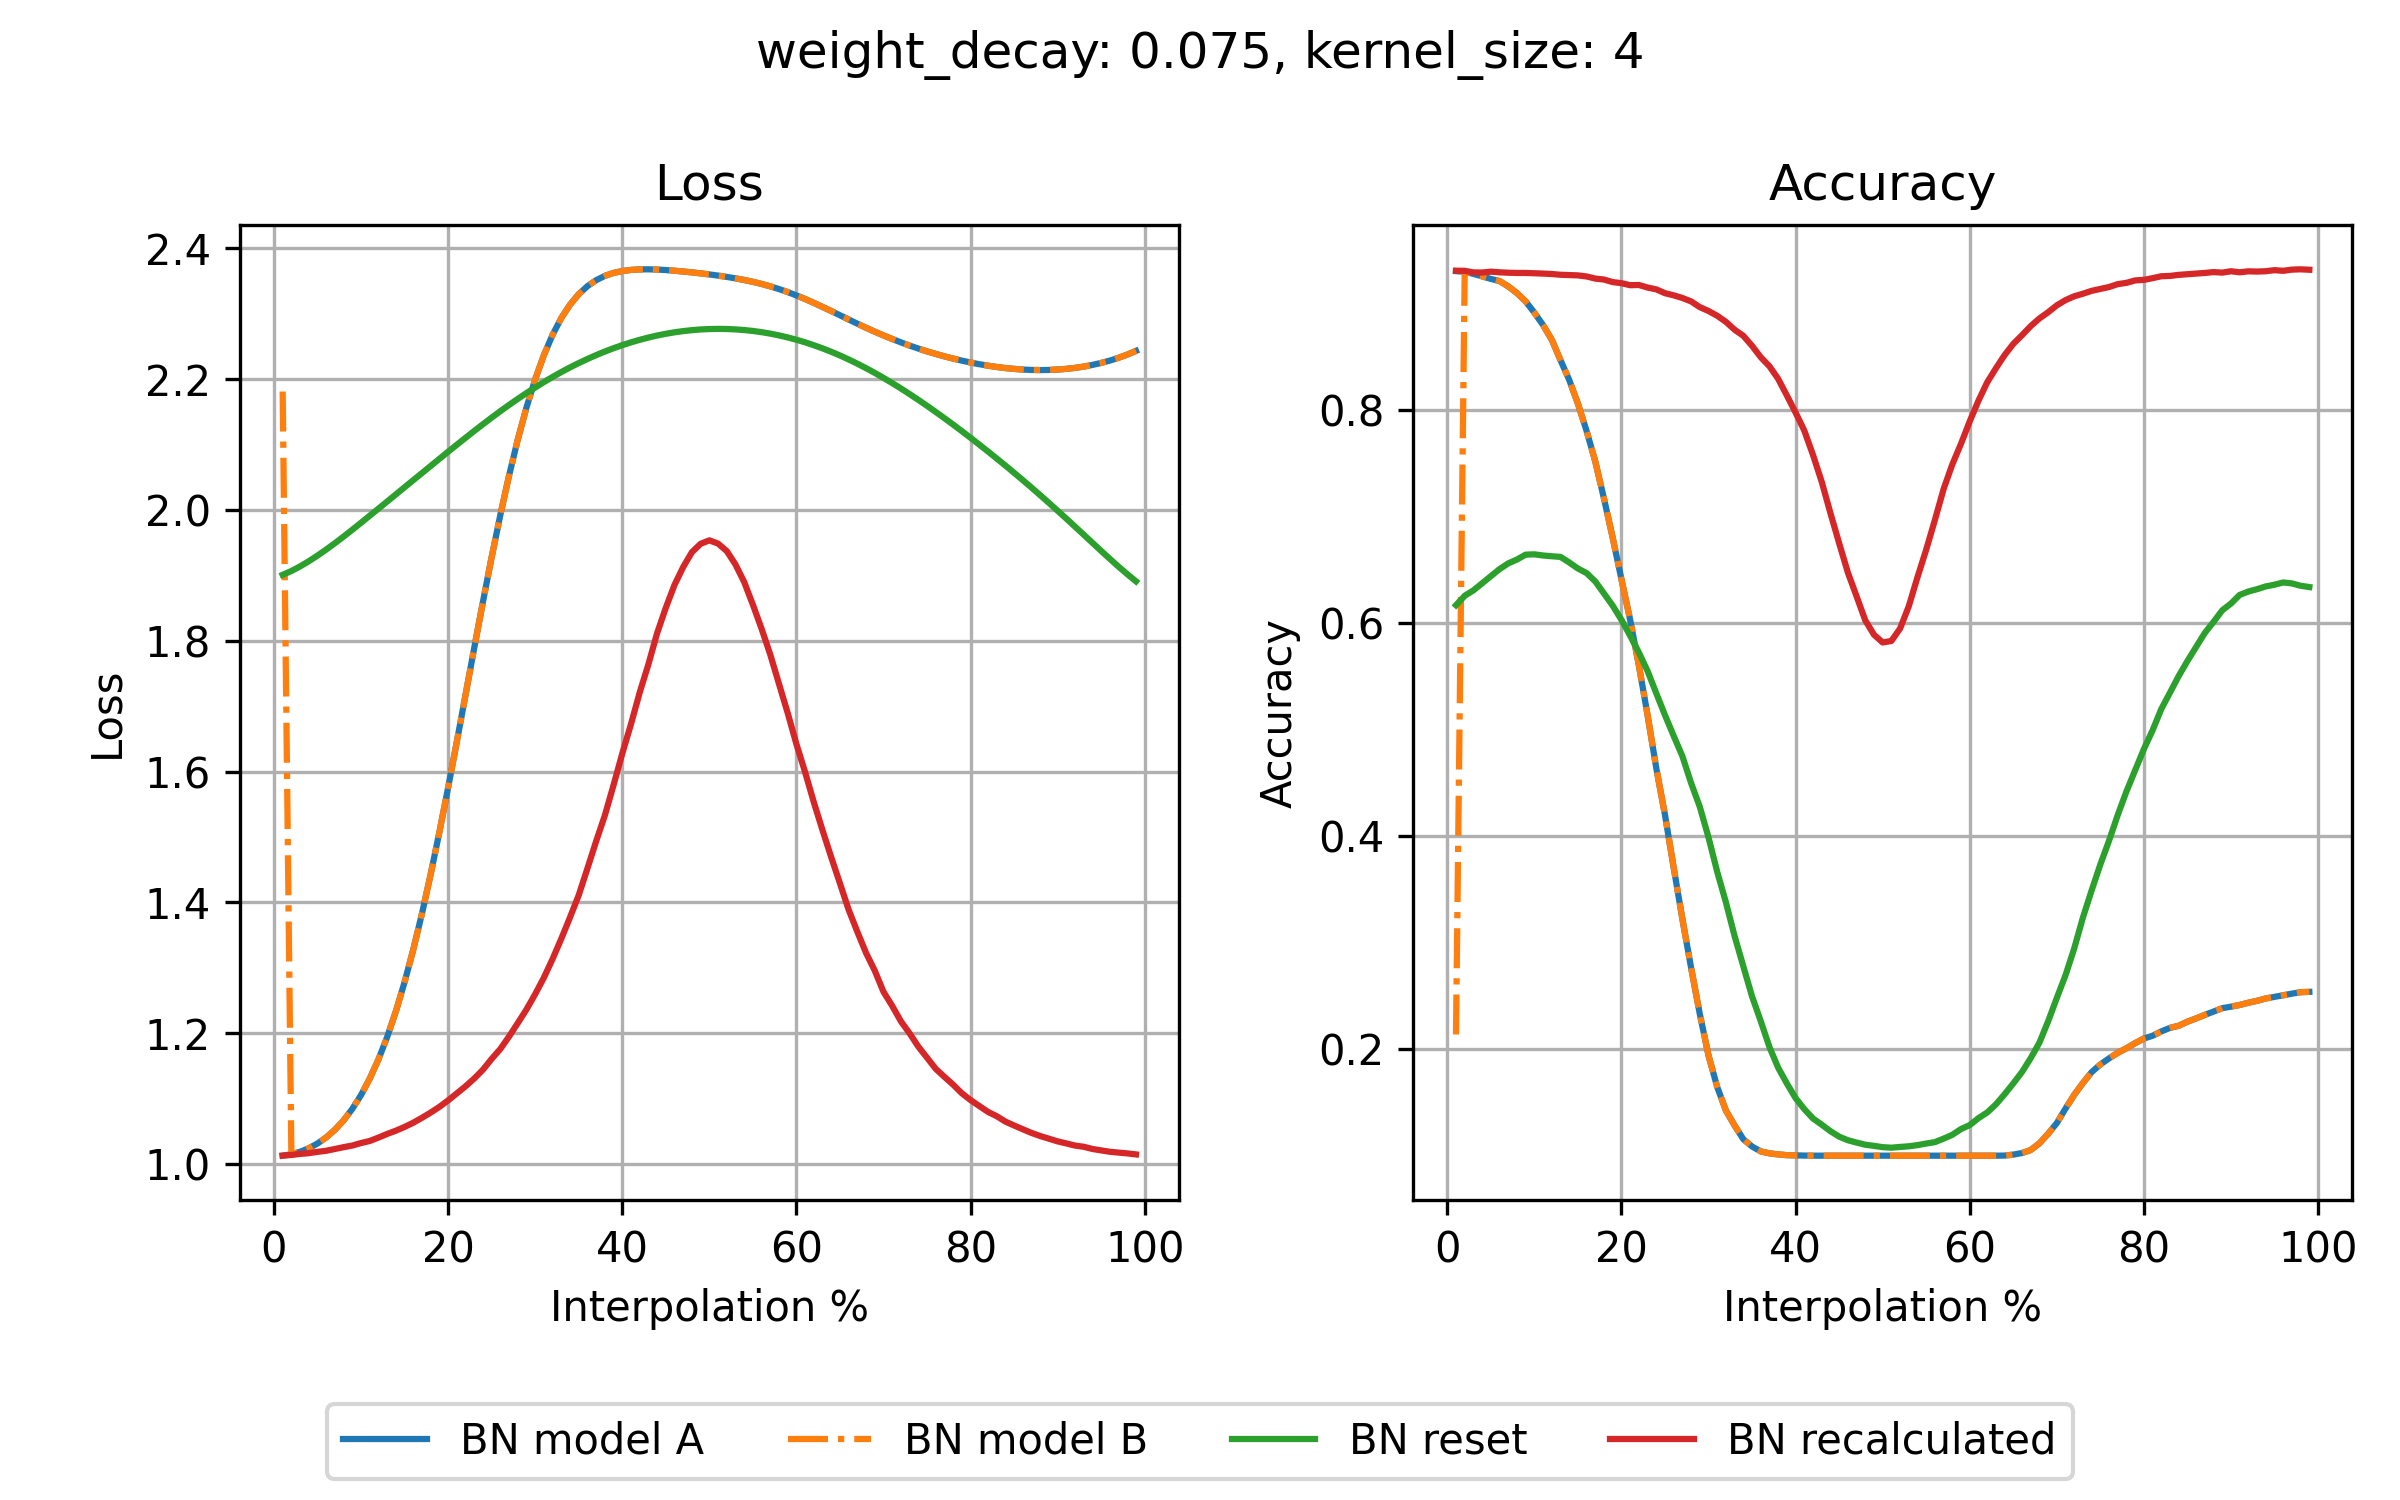 weight_decay: 0.075, kernel_size: 4
Loss
2.4
2.2
2.0
1.8
1.6
1.4
1.2
1.0
Loss
0 20 40 60 80 100
Interpolation %
Accuracy
0.8
0.6
0.4
0.2
Accuracy
0 20 40 60 80 100
Interpolation %
BN model A BN model B BN reset BN recalculated